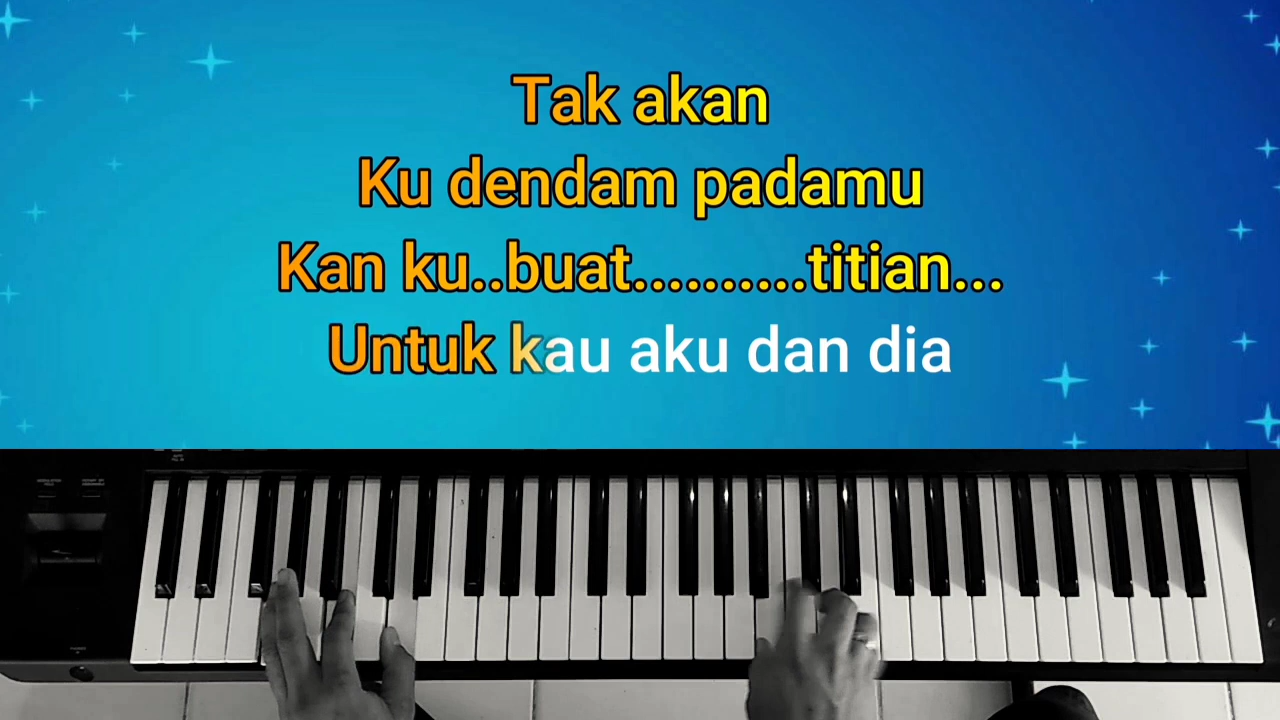 Tak akan
Ku dendam padamu
Kan ku..buat..........titian...
Untuk kau aku dan dia